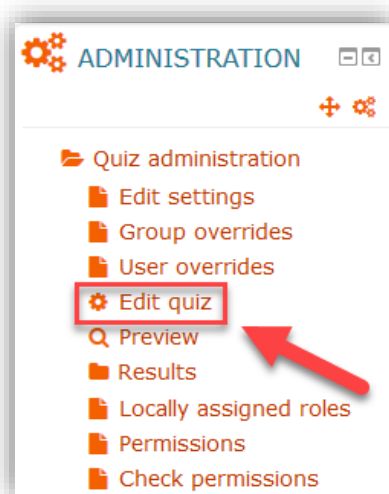 ADMINISTRATION
Quiz administration
Edit settings
Group overrides
User overrides
Edit quiz
Preview
Results
Locally assigned roles
Permissions
Check permissions